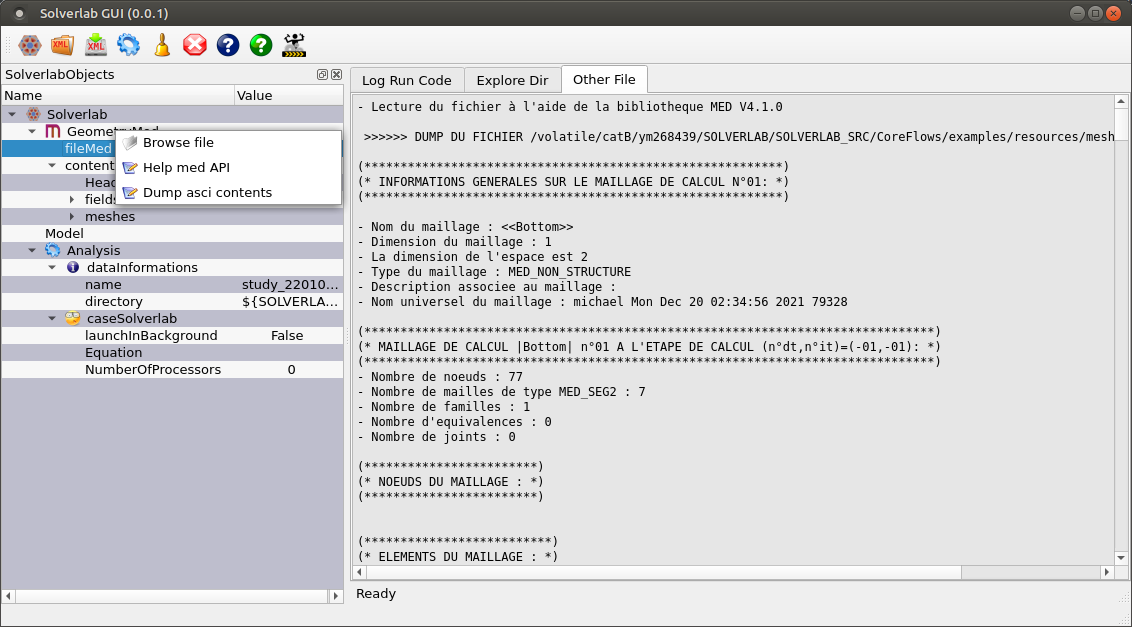 Solverlab GUI (0.0.1)
XML
XML
SolverlabObjects
Name Value
Solverlab
GeometryMed
fileMed
content
Head
fields
meshes
Model
Analysis
dataInformations
name study_22010...
directory ${SOLVERLA...
caseSolverlab
launchInBackground False
Equation
NumberOfProcessors 0
Browse file
Help med API
Dump asci contents
Log Run Code Explore Dir Other File
- Lecture du fichier à l'aide de la bibliotheque MED V4.1.0
>>>>>> DUMP DU FICHIER /volatile/catB/ym268439/SOLVERLAB/SOLVERLAB_SRC/CoreFlows/examples/resources/mesh
(**********************************************************)
(* INFORMATIONS GENERALES SUR LE MAILLAGE DE CALCUL N°01: *)
(**********************************************************)
- Nom du maillage : <<Bottom>>
- Dimension du maillage : 1
- La dimension de l'espace est 2
- Type du maillage : MED_NON_STRUCTURE
- Description associee au maillage :
- Nom universel du maillage : michael Mon Dec 20 02:34:56 2021 79328
(*******************************************************************************)
(* MAILLAGE DE CALCUL |Bottom| n°01 A L'ETAPE DE CALCUL (n°dt,n°it)=(-01,-01): *)
(*******************************************************************************)
- Nombre de noeuds : 77
- Nombre de mailles de type MED_SEG2 : 7
- Nombre de familles : 1
- Nombre d'equivalences : 0
- Nombre de joints : 0
(************************)
(* NOEUDS DU MAILLAGE : *)
(************************)
(**************************)
(* ELEMENTS DU MAILLAGE : *)
Ready